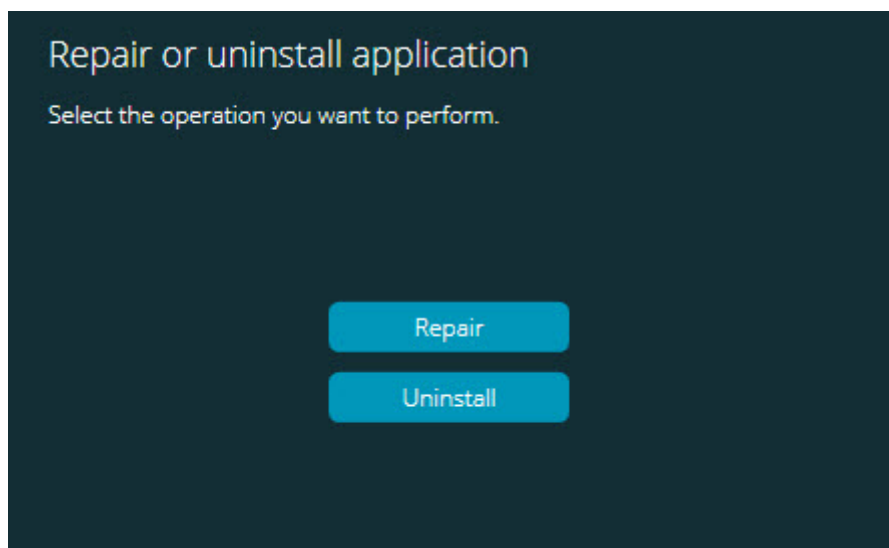 Repair or uninstall application
Select the operation you want to perform.
Repair
Uninstall